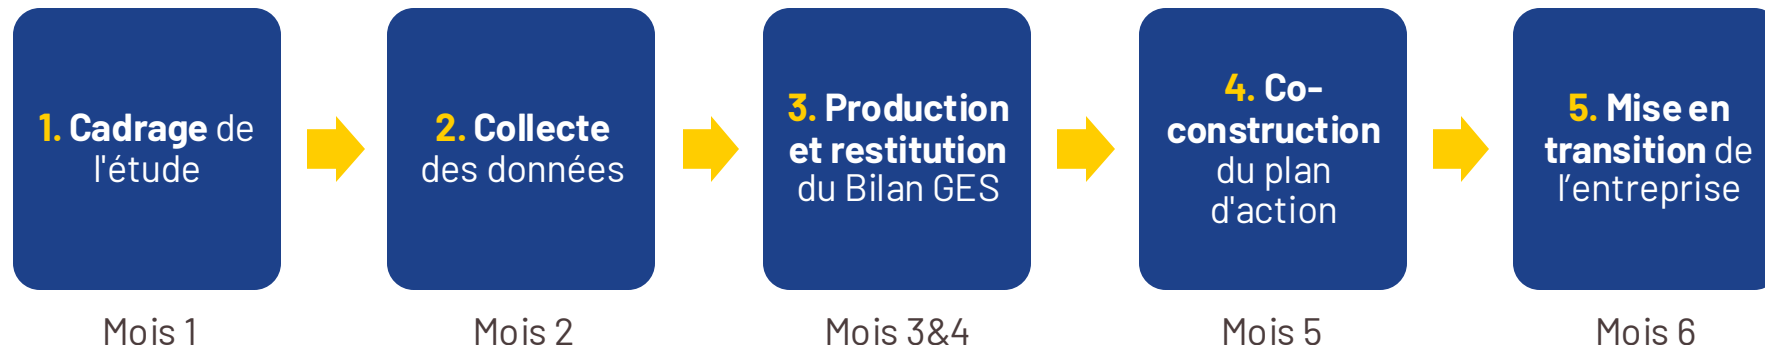 1. Cadrage de
l'étude
2. Collecte
des données
3. Production
et restitution
du Bilan GES
4. Co-
construction
du plan
d'action
5. Mise en
transition de
l’entreprise
Mois 1
Mois 2
Mois 3&4
Mois 5
Mois 6